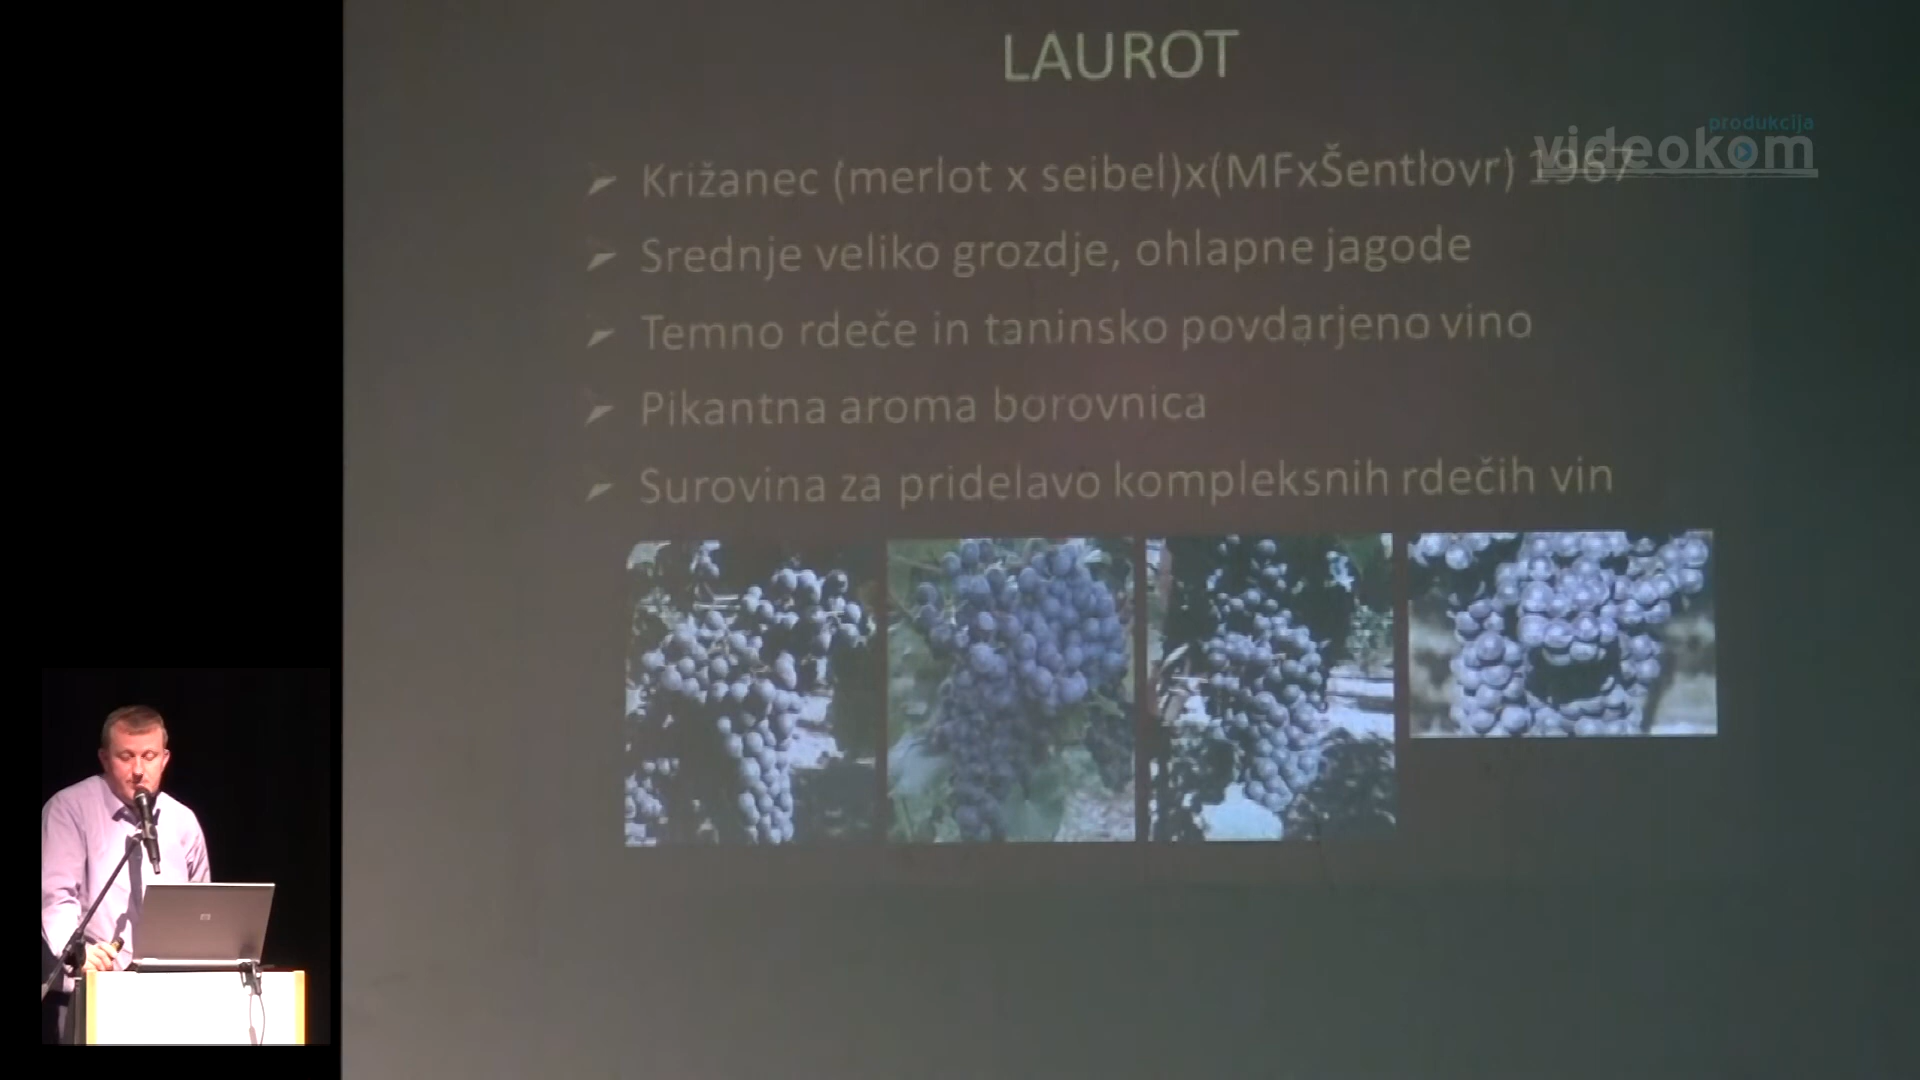 LAUROT
produkcija
videokom
Križanec (merlot x seibel)x(MFxŠentlovr) 1967
Srednje veliko grozdje, ohlapne jagode
Temno rdeče in taninsko povdarjeno vino
Pikantna aroma borovnica
Surovina za pridelavo kompleksnih rdečih vin
hp